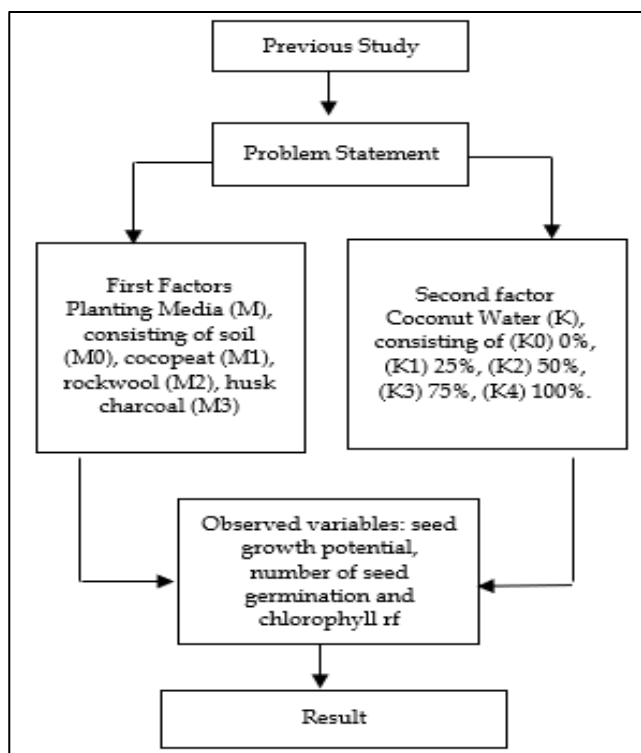 Previous Study
Problem Statement
First Factors
Planting Media (M),
consisting of soil
(M0), cocopeat (M1),
rockwool (M2), husk
charcoal (M3)
Second factor
Coconut Water (K),
consisting of (K0) 0%,
(K1) 25%, (K2) 50%,
(K3) 75%, (K4) 100%.
Observed variables: seed
growth potential,
number of seed
germination and
chlorophyll rf
Result